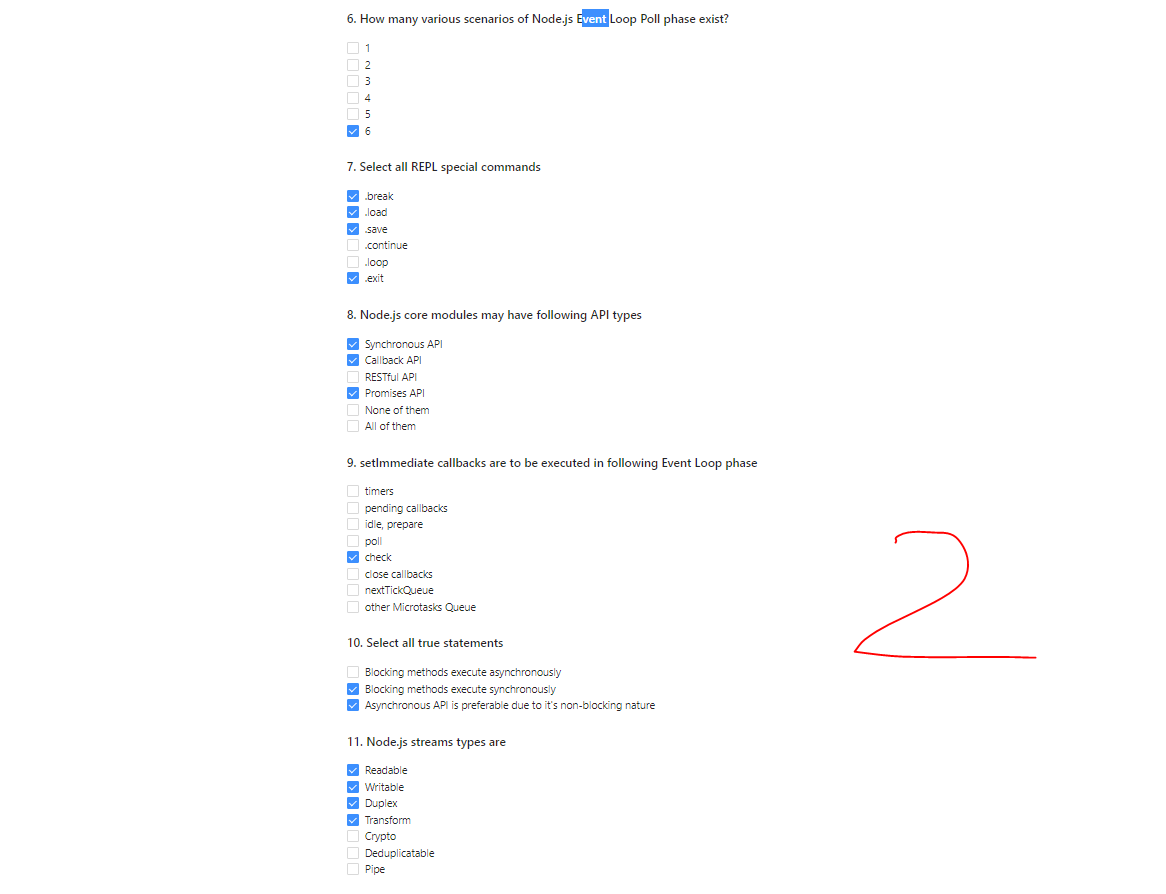 6. How many various scenarios of Node.js Event Loop Poll phase exist?
1
2
3
4
5
6
7. Select all REPL special commands
.break
.load
.save
.continue
.loop
.exit
8. Node.js core modules may have following API types
Synchronous API
Callback API
RESTful API
Promises API
None of them
All of them
9. setImmediate callbacks are to be executed in following Event Loop phase
timers
pending callbacks
idle, prepare
poll
check
close callbacks
nextTickQueue
other Microtasks Queue
2
10. Select all true statements
Blocking methods execute asynchronously
Blocking methods execute synchronously
Asynchronous API is preferable due to it's non-blocking nature
11. Node.js streams types are
Readable
Writable
Duplex
Transform
Crypto
Deduplicatable
Pipe